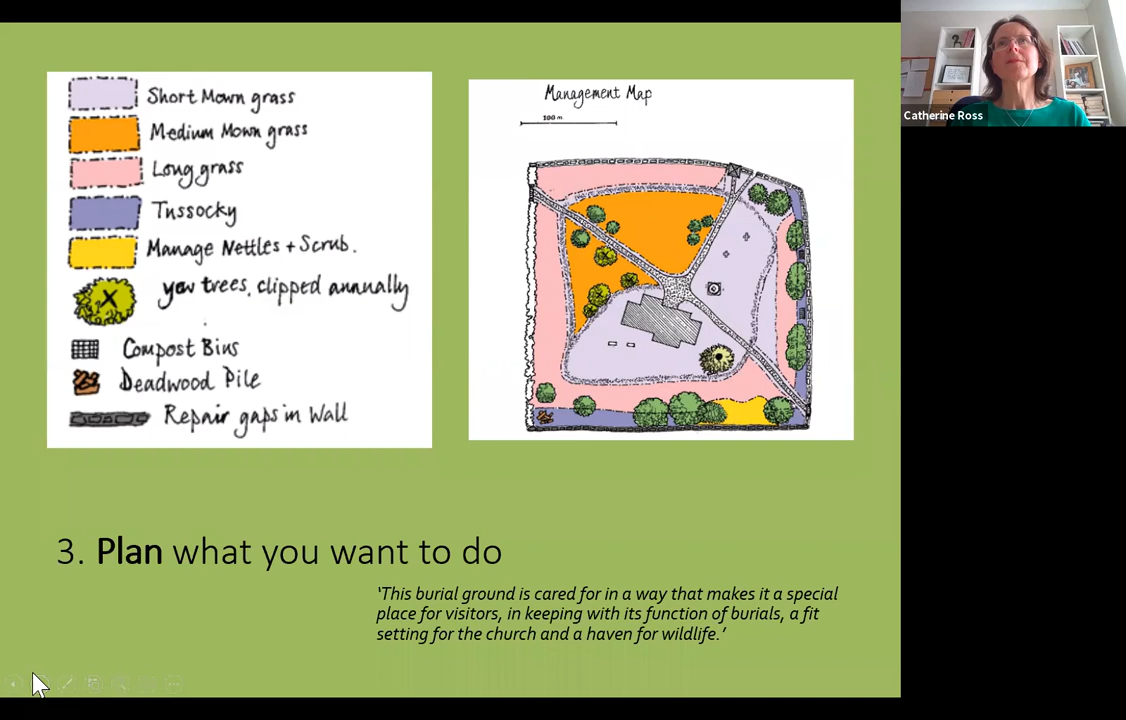 Short Mown grass
Medium Mown grass
Long grass
Tussocky
Manage Nettles + Scrub.
yew trees, clipped annually
Compost Bins
Deadwood Pile
Repair gaps in Wall
Management Map
100 m
Catherine Ross
3. Plan what you want to do
‘This burial ground is cared for in a way that makes it a special
place for visitors, in keeping with its function of burials, a fit
setting for the church and a haven for wildlife.’